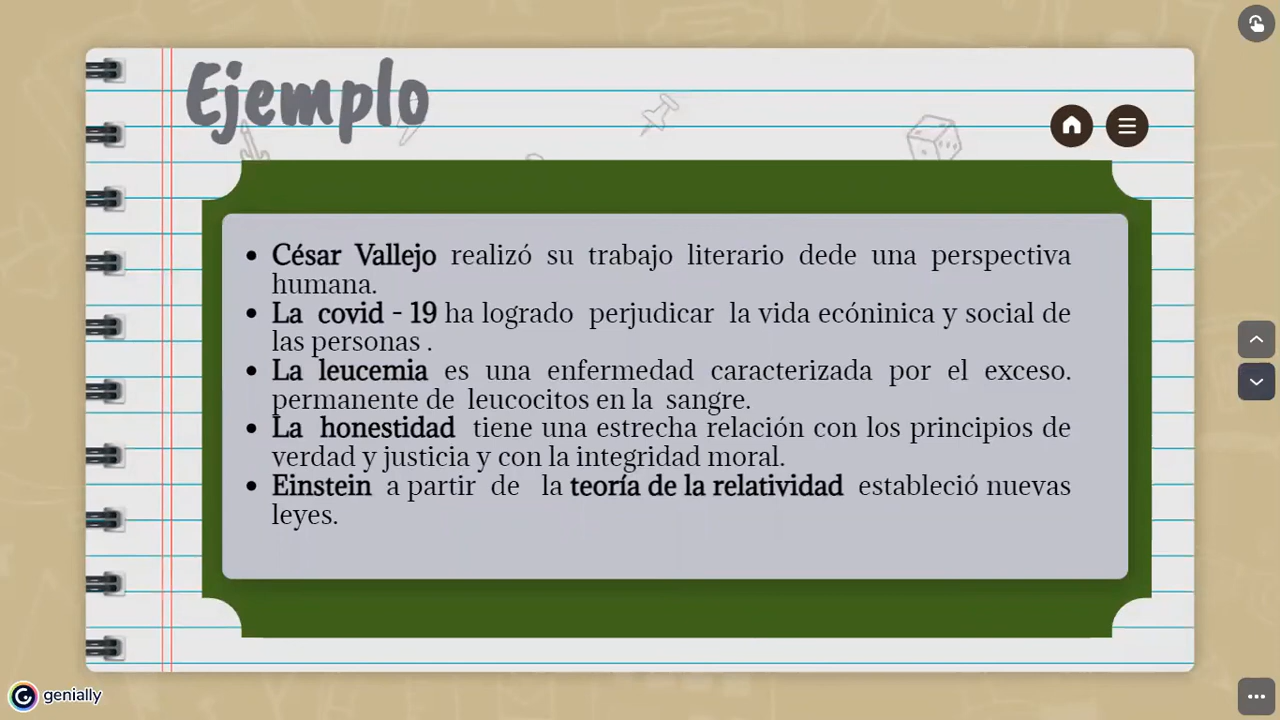 Ejemplo
• César Vallejo realizó su trabajo literario dede una perspectiva
humana.
• La covid - 19 ha logrado perjudicar la vida ecóninica y social de
las personas .
• La leucemia es una enfermedad caracterizada por el exceso.
permanente de leucocitos en la sangre.
• La honestidad tiene una estrecha relación con los principios de
verdad y justicia y con la integridad moral.
• Einstein a partir de la teoría de la relatividad estableció nuevas
leyes.
genially